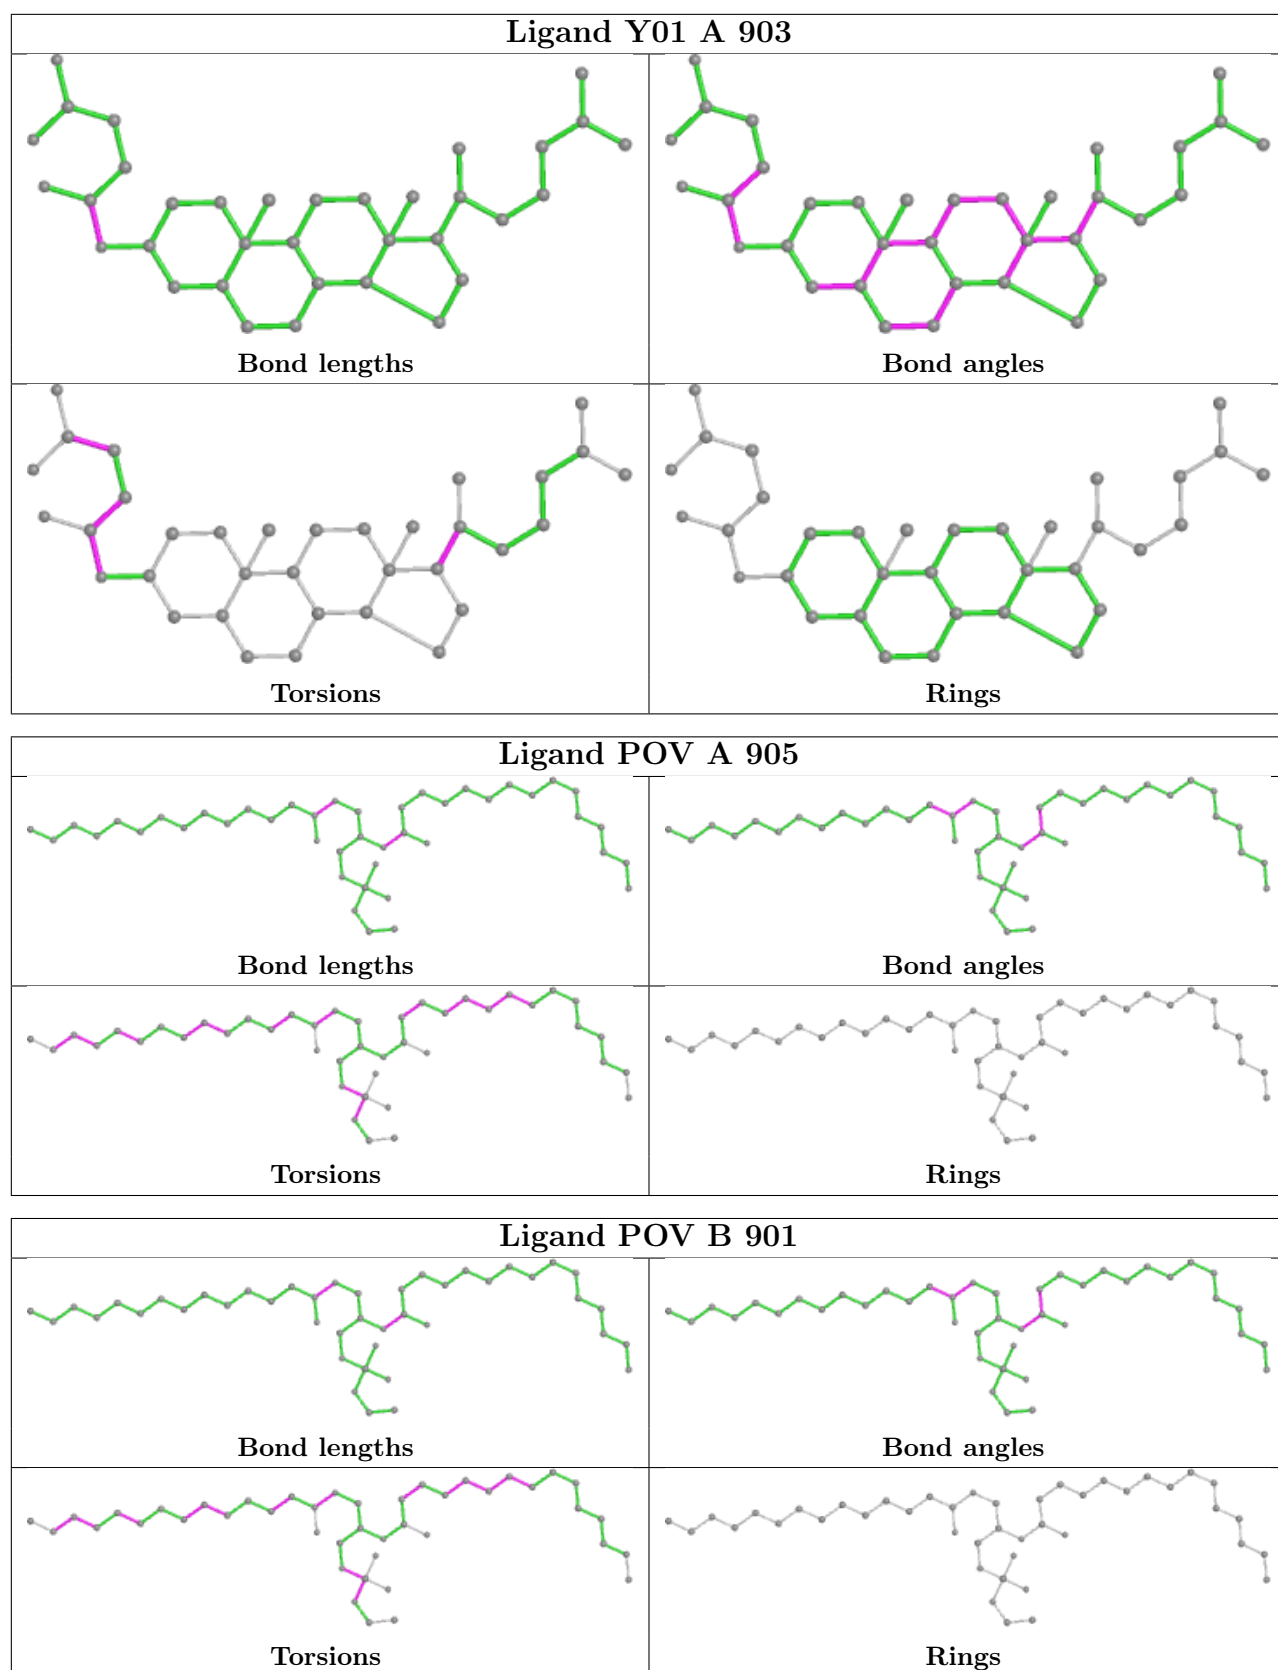 Ligand Y01 A 903
Bond lengths
Bond angles
Torsions
Rings
Ligand POV A 905
Bond lengths
Bond angles
Torsions
Rings
Ligand POV B 901
Bond lengths
Bond angles
Torsions
Rings